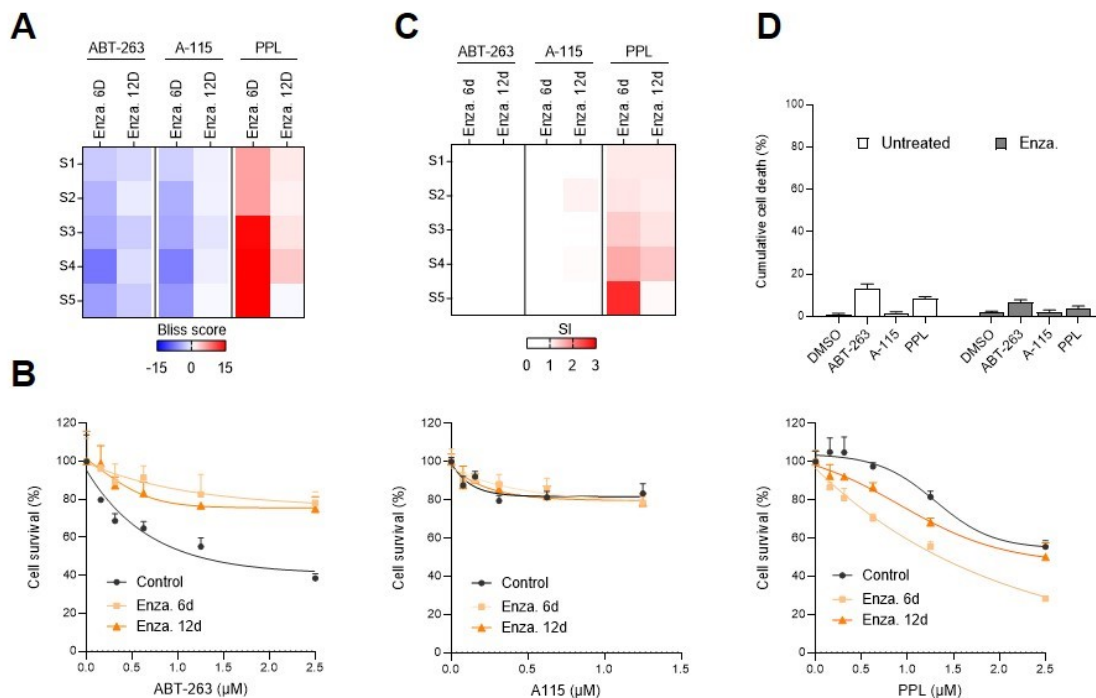 A
ABT-263 A-115 PPL
Enza. 6D Enza. 12D Enza. 6D Enza. 12D Enza. 6D Enza. 12D
S1
S2
S3
S4
S5
Bliss score
-15 0 15
C
ABT-263 A-115 PPL
Enza. 6d Enza. 12d Enza. 6d Enza. 12d Enza. 6d Enza. 12d
S1
S2
S3
S4
S5
SI
0 1 2 3
D
Cumulative cell death (%)
100
80
60
40
20
0
Untreated Enza.
DMSO ABT-263 A-115 PPL DMSO ABT-263 A-115 PPL
B
Cell survival (%)
120
100
80
60
40
20
0
Control
Enza. 6d
Enza. 12d
0.0 0.5 1.0 1.5 2.0 2.5
ABT-263 (µM)
Cell survival (%)
120
100
80
60
40
20
0
Control
Enza. 6d
Enza. 12d
0.0 0.5 1.0 1.5
A115 (µM)
Cell survival (%)
120
100
80
60
40
20
0
Control
Enza. 6d
Enza. 12d
0.0 0.5 1.0 1.5 2.0 2.5
PPL (µM)